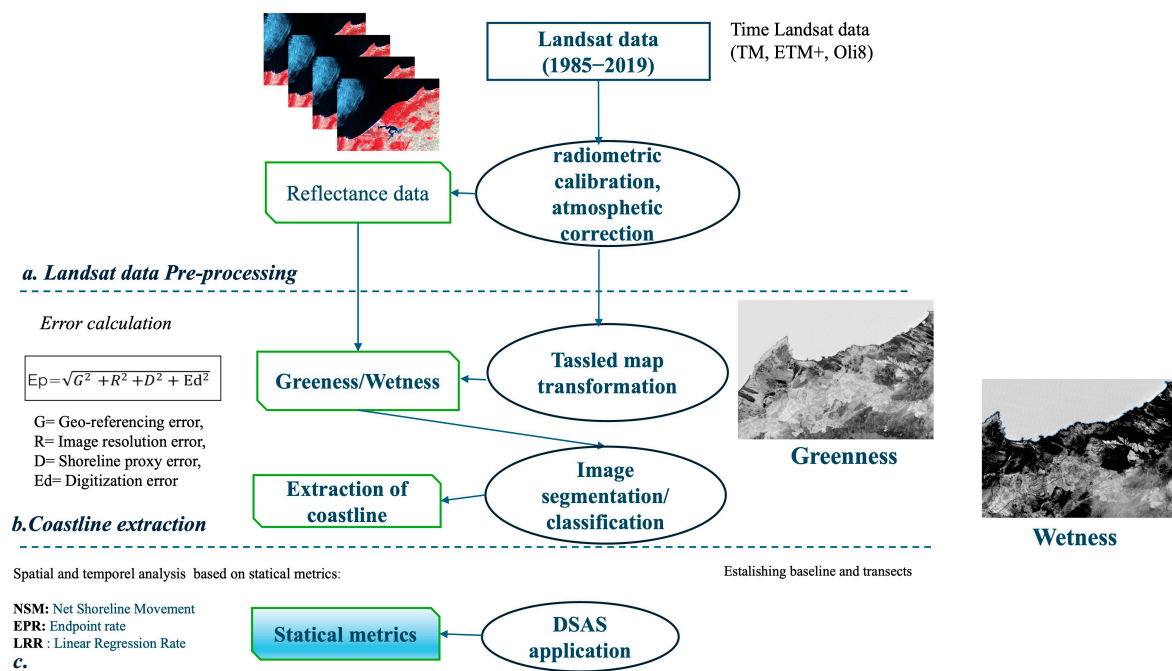 Landsat data
(1985−2019)
Time Landsat data
(TM, ETM+, Oli8)
radiometric
calibration,
atmosphetic
correction
Reflectance data
a. Landsat data Pre-processing
Error calculation
Ep=√G² +R² +D² + Ed²
G= Geo-referencing error,
R= Image resolution error,
D= Shoreline proxy error,
Ed= Digitization error
Greeness/Wetness
Tassled map
transformation
Greenness
Wetness
Image
segmentation/
classification
Extraction of
coastline
b.Coastline extraction
Spatial and temporel analysis based on statical metrics:
Estalishing baseline and transects
NSM: Net Shoreline Movement
EPR: Endpoint rate
LRR : Linear Regression Rate
c.
Statical metrics
DSAS
application